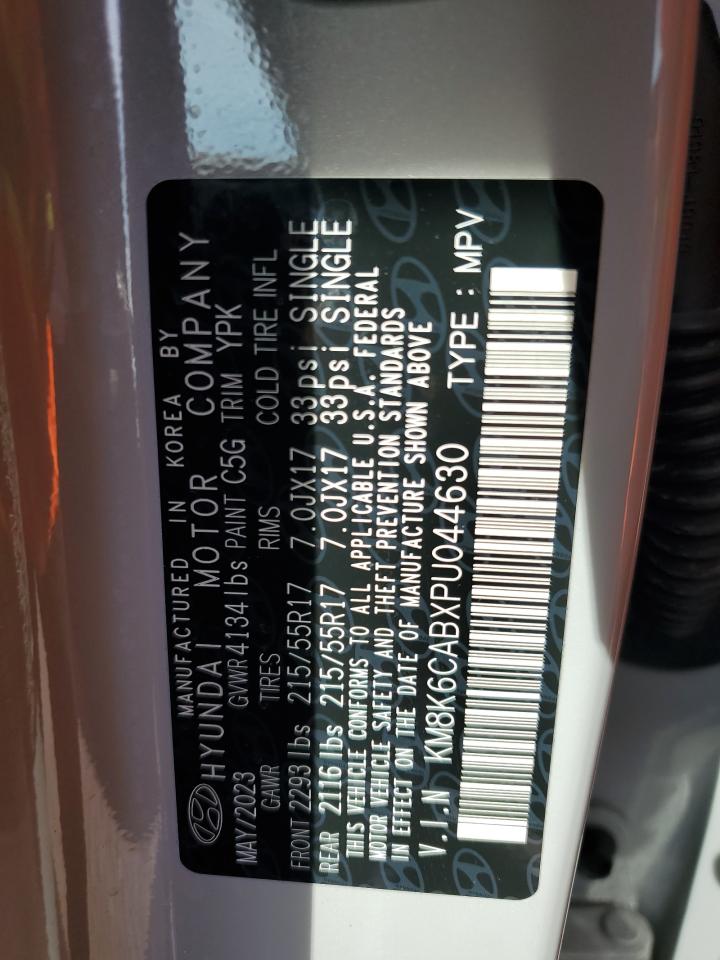 MANUFACTURED IN KOREA BY
HYUNDAI MOTOR COMPANY
MAY/2023 GVWR4134lbs PAINT C5G TRIM YPK
GAWR TIRES RIMS COLD TIRE INFL
FRONT 2293lbs 215/55R17 7.0JX17 33psi SINGLE
REAR 2116lbs 215/55R17 7.0JX17 33psi SINGLE
THIS VEHICLE CONFORMS TO ALL APPLICABLE U.S.A. FEDERAL
MOTOR VEHICLE SAFETY AND THEFT PREVENTION STANDARDS
IN EFFECT ON THE DATE OF MANUFACTURE SHOWN ABOVE
V.I.N KM8K6CABXPU044630 TYPE : MPV